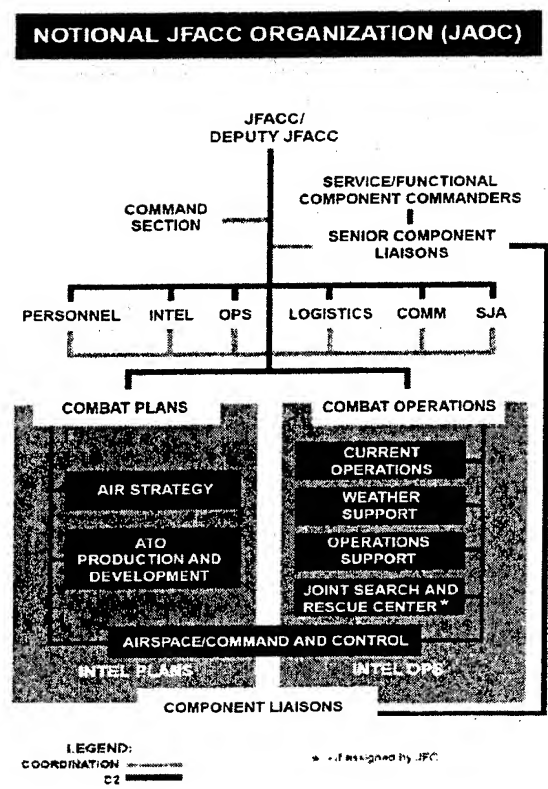 NOTIONAL JFACC ORGANIZATION (JAOC)
JFACC/
DEPUTY JFACC
SERVICE/FUNCTIONAL
COMPONENT COMMANDERS
COMMAND
SECTION
SENIOR COMPONENT
LIAISONS
PERSONNEL INTEL OPS LOGISTICS COMM SJA
COMBAT PLANS COMBAT OPERATIONS
CURRENT
OPERATIONS
AIR STRATEGY
WEATHER
SUPPORT
ATO
PRODUCTION AND
DEVELOPMENT
OPERATIONS
SUPPORT
JOINT SEARCH AND
RESCUE CENTER*
AIRSPACE/COMMAND AND CONTROL
INTEL PLANS INTEL OPS
COMPONENT LIAISONS
LEGEND:
COORDINATION
C2
* - if assigned by JFC